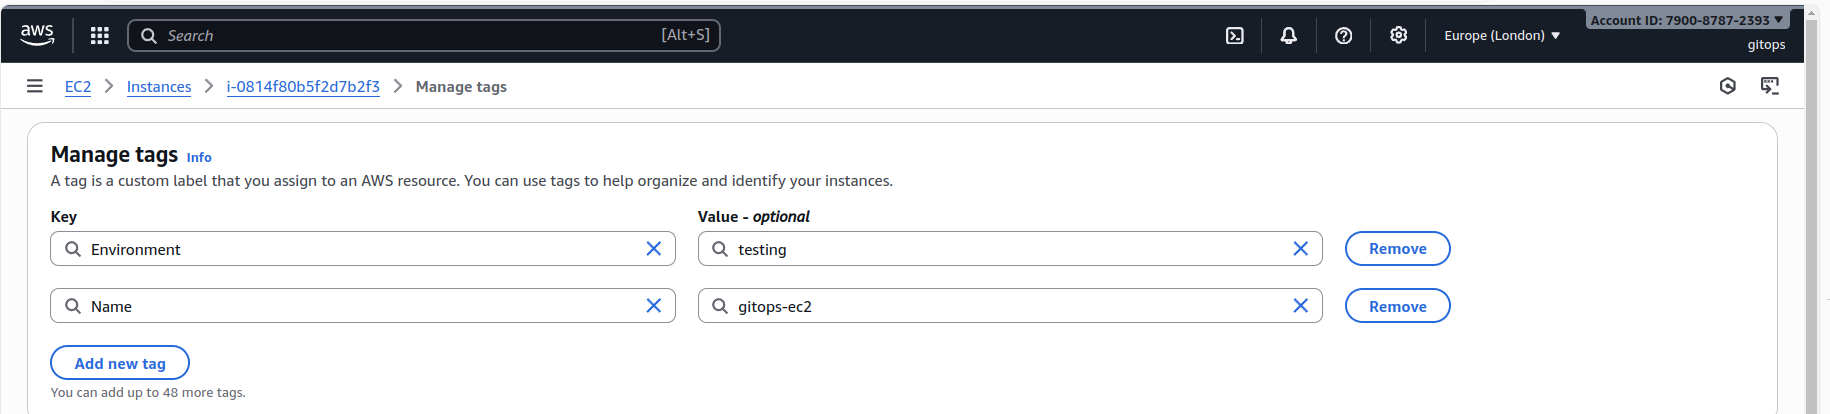 aws Search [Alt+S] Europe (London) Account ID: 7900-8787-2393
gitops
EC2 Instances i-0814f80b5f2d7b2f3 Manage tags
Manage tags Info
A tag is a custom label that you assign to an AWS resource. You can use tags to help organize and identify your instances.
Key Value - optional
Environment testing Remove
Name gitops-ec2 Remove
Add new tag
You can add up to 48 more tags.